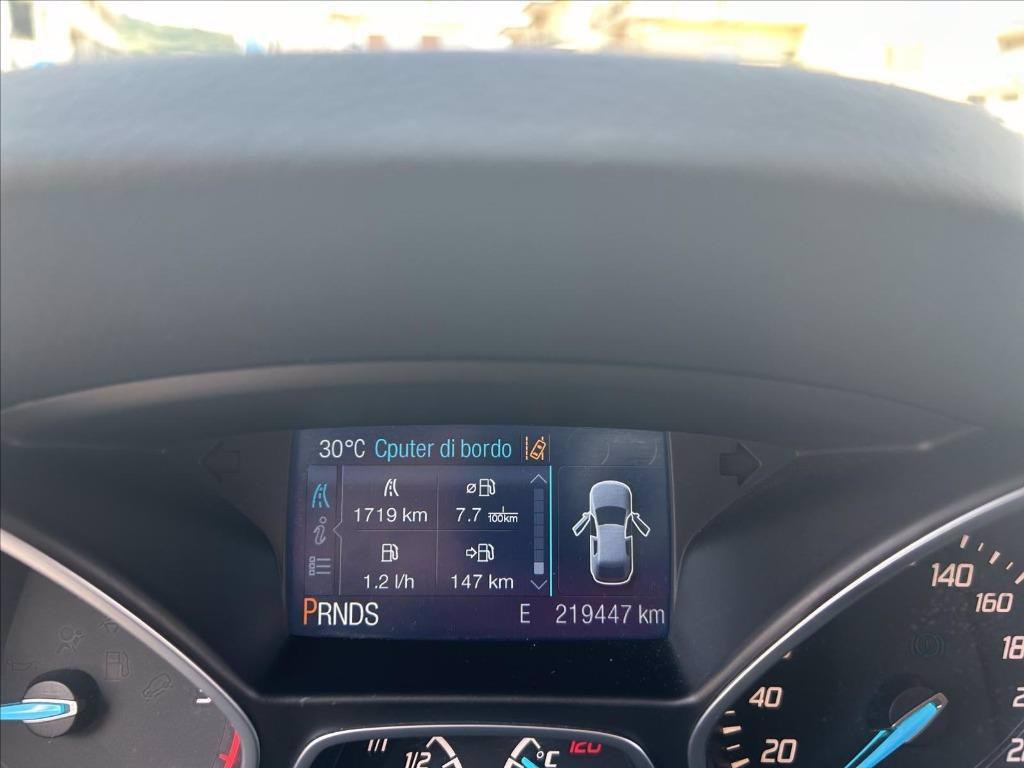 30°C Cputer di bordo
1719 km 7.7 l/100km
1.2 l/h 147 km
PRNDS E 219447 km
140
160
40
20
1/2 °C 120